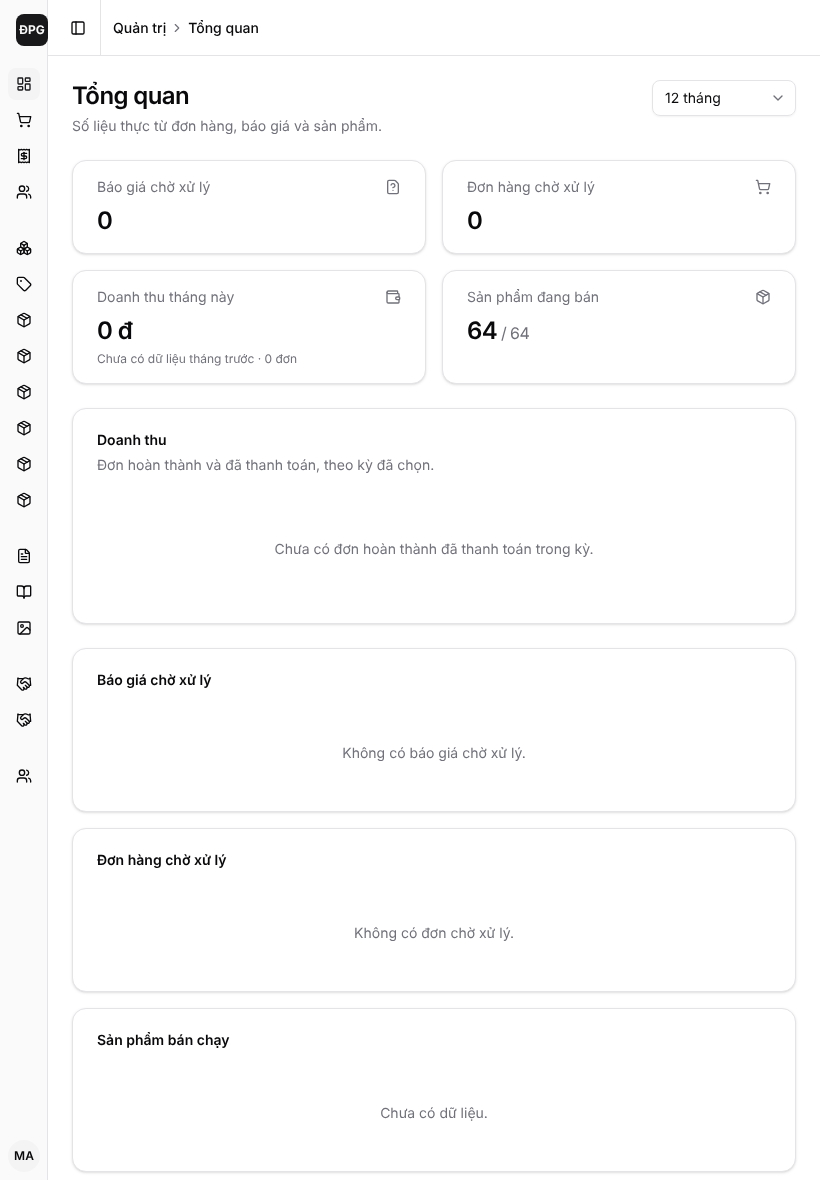 ĐPG
Quản trị > Tổng quan
Tổng quan
12 tháng
Số liệu thực từ đơn hàng, báo giá và sản phẩm.
Báo giá chờ xử lý
0
Đơn hàng chờ xử lý
0
Doanh thu tháng này
0 đ
Chưa có dữ liệu tháng trước · 0 đơn
Sản phẩm đang bán
64 / 64
Doanh thu
Đơn hoàn thành và đã thanh toán, theo kỳ đã chọn.
Chưa có đơn hoàn thành đã thanh toán trong kỳ.
Báo giá chờ xử lý
Không có báo giá chờ xử lý.
Đơn hàng chờ xử lý
Không có đơn chờ xử lý.
Sản phẩm bán chạy
Chưa có dữ liệu.
MA